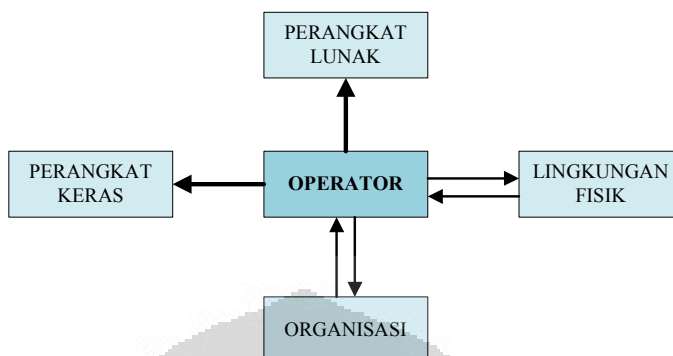 PERANGKAT
LUNAK
PERANGKAT
KERAS
OPERATOR
LINGKUNGAN
FISIK
ORGANISASI